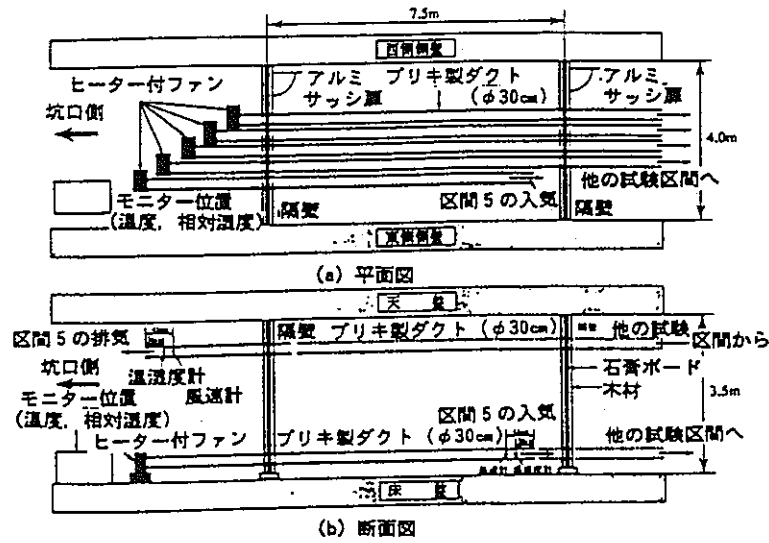 7.5m
西側側壁
ヒーター付ファン
アルミ
サッシ扉
ブリキ製ダクト
(φ30cm)
アルミ
サッシ扉
坑口側
4.0m
他の試験区間へ
モニター位置
(温度,相対湿度)
隔壁
区間5の入気
隔壁
東側側壁
(a) 平面図
天 盤
区間5の排気
隔壁
ブリキ製ダクト(φ30cm)
他の試験
区間から
坑口側
温湿度計
風速計
石膏ボード
木材
3.5m
モニター位置
(温度,相対湿度)
区間5の入気
ヒーター付ファン
ブリキ製ダクト(φ30cm)
他の試験区間へ
床 盤
(b) 断面図